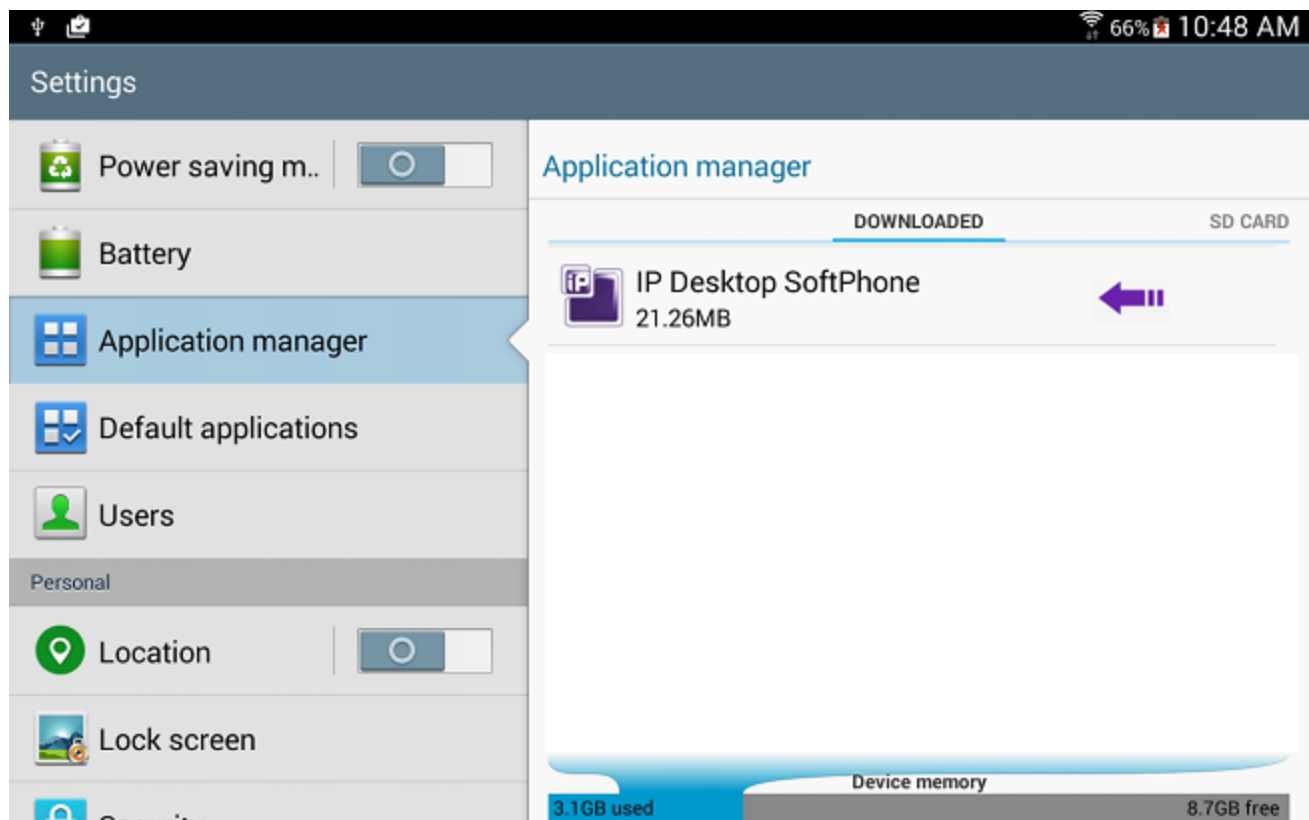 66% 10:48 AM
Settings
Power saving m..
Battery
Application manager
Default applications
Users
Personal
Location
Lock screen
Application manager
DOWNLOADED SD CARD
iP IP Desktop SoftPhone
21.26MB
Device memory
3.1GB used 8.7GB free